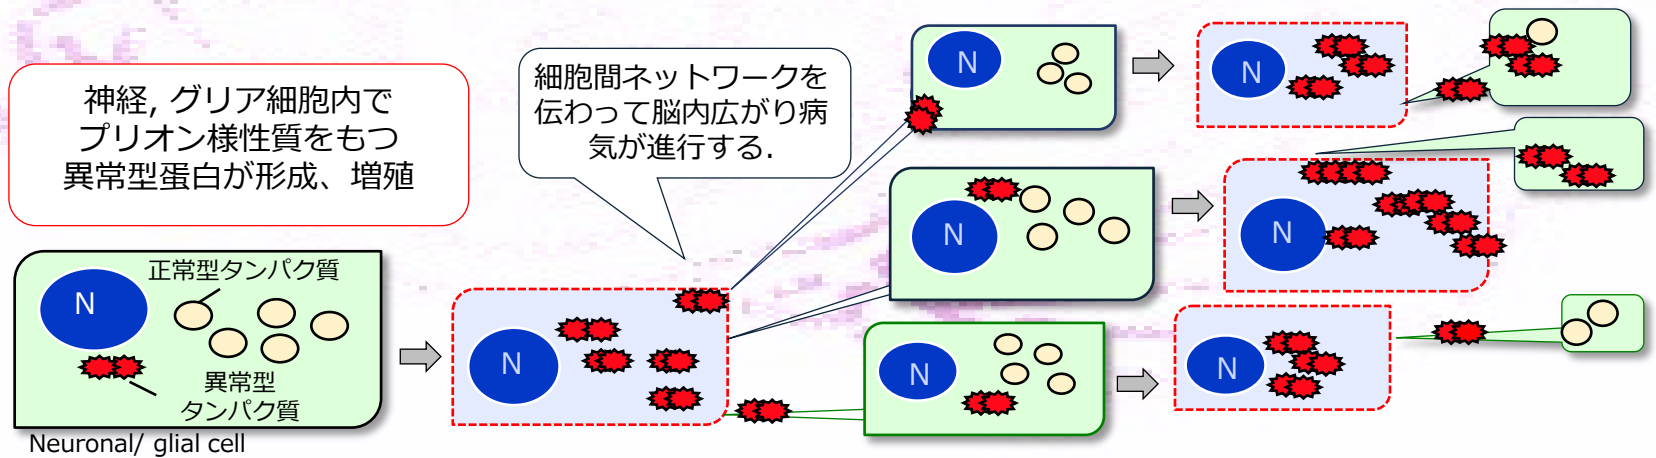 神経, グリア細胞内で
プリオン様性質をもつ
異常型蛋白が形成、増殖
細胞間ネットワークを
伝わって脳内広がり病
気が進行する.
N
正常型タンパク質
異常型
タンパク質
Neuronal/ glial cell
N
N
N
N
N
N
N